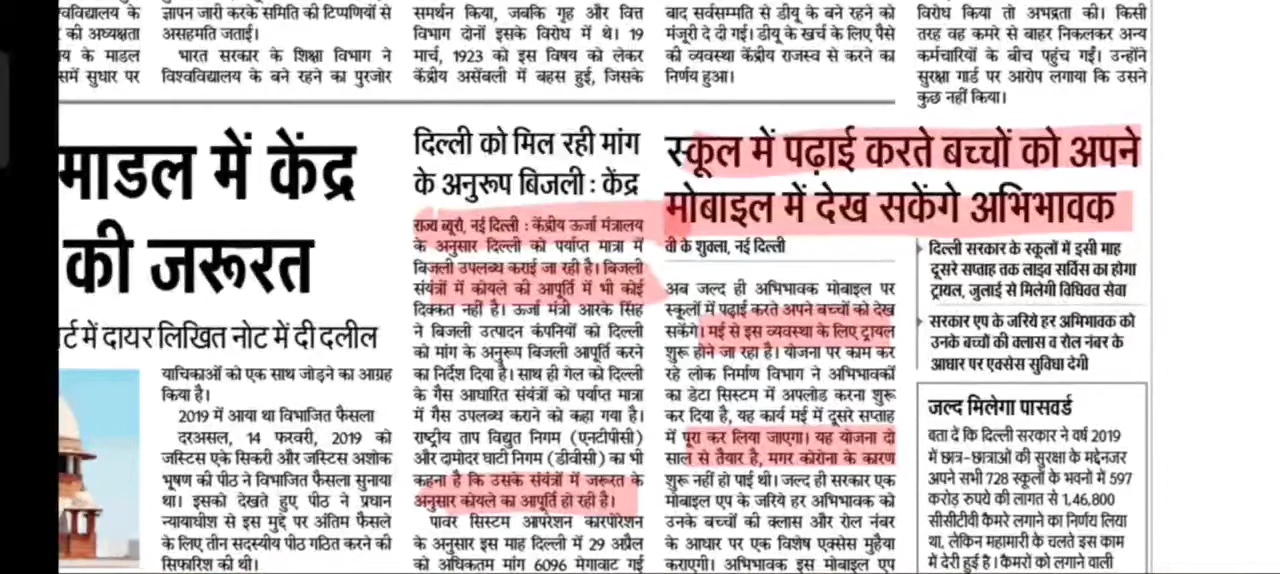 श्वविद्यालय के
की अध्यक्षता
य के माडल
समें सुधार पर
ज्ञापन जारी करके समिति की टिप्पणियों से
असहमति जताई।
भारत सरकार के शिक्षा विभाग ने
विश्वविद्यालय के बने रहने का पुरजोर
समर्थन किया, जबकि गृह और वित्त
विभाग दोनों इसके विरोध में थे। 19
मार्च, 1923 को इस विषय को लेकर
केंद्रीय असेंबली में बहस हुई, जिसके
बाद सर्वसम्मति से डीयू के बने रहने को
मंजूरी दे दी गई। डीयू के खर्च के लिए पैसे
की व्यवस्था केंद्रीय राजस्व से करने का
निर्णय हुआ।
विरोध किया तो अभद्रता की। किसी
तरह वह कमरे से बाहर निकलकर अन्य
कर्मचारियों के बीच पहुंच गईं। उन्होंने
सुरक्षा गार्ड पर आरोप लगाया कि उसने
कुछ नहीं किया।
माडल में केंद्र
की जरूरत
र्ट में दायर लिखित नोट में दी दलील
याचिकाओं को एक साथ जोड़ने का आग्रह
किया है।
2019 में आया था विभाजित फैसला
दरअसल, 14 फरवरी, 2019 को
जस्टिस एके सिकरी और जस्टिस अशोक
भूषण की पीठ ने विभाजित फैसला सुनाया
था। इसको देखते हुए पीठ ने प्रधान
न्यायाधीश से इस मुद्दे पर अंतिम फैसले
के लिए तीन सदस्यीय पीठ गठित करने की
सिफारिश की थी।
दिल्ली को मिल रही मांग
के अनुरूप बिजली : केंद्र
राज्य ब्यूरो, नई दिल्ली : केंद्रीय ऊर्जा मंत्रालय
के अनुसार दिल्ली को पर्याप्त मात्रा में
बिजली उपलब्ध कराई जा रही है। बिजली
संयंत्रों में कोयले की आपूर्ति में भी कोई
दिक्कत नहीं है। ऊर्जा मंत्री आरके सिंह
ने बिजली उत्पादन कंपनियों को दिल्ली
को मांग के अनुरूप बिजली आपूर्ति करने
का निर्देश दिया है। साथ ही गेल को दिल्ली
के गैस आधारित संयंत्रों को पर्याप्त मात्रा
में गैस उपलब्ध कराने को कहा गया है।
राष्ट्रीय ताप विद्युत निगम (एनटीपीसी)
और दामोदर घाटी निगम (डीवीसी) का भी
कहना है कि उसके संयंत्रों में जरूरत के
अनुसार कोयले का आपूर्ति हो रही है।
पावर सिस्टम आपरेशन कारपोरेशन
के अनुसार इस माह दिल्ली में 29 अप्रैल
को अधिकतम मांग 6096 मेगावाट गई
स्कूल में पढ़ाई करते बच्चों को अपने
मोबाइल में देख सकेंगे अभिभावक
वी के शुक्ला, नई दिल्ली
अब जल्द ही अभिभावक मोबाइल पर
स्कूलों में पढ़ाई करते अपने बच्चों को देख
सकेंगे। मई से इस व्यवस्था के लिए ट्रायल
शुरू होने जा रहा है। योजना पर काम कर
रहे लोक निर्माण विभाग ने अभिभावकों
का डेटा सिस्टम में अपलोड करना शुरू
कर दिया है, यह कार्य मई में दूसरे सप्ताह
में पूरा कर लिया जाएगा। यह योजना दो
साल से तैयार है, मगर कोरोना के कारण
शुरू नहीं हो पाई थी। जल्द ही सरकार एक
मोबाइल एप के जरिये हर अभिभावक को
उनके बच्चों की क्लास और रोल नंबर
के आधार पर एक विशेष एक्सेस मुहैया
कराएगी। अभिभावक इस मोबाइल एप
दिल्ली सरकार के स्कूलों में इसी माह
दूसरे सप्ताह तक लाइव सर्विस का होगा
ट्रायल, जुलाई से मिलेगी विधिवत सेवा
सरकार एप के जरिये हर अभिभावक को
उनके बच्चों की क्लास व रोल नंबर के
आधार पर एक्सेस सुविधा देगी
जल्द मिलेगा पासवर्ड
बता दें कि दिल्ली सरकार ने वर्ष 2019
में छात्र-छात्राओं की सुरक्षा के मद्देनजर
अपने सभी 728 स्कूलों के भवनों में 597
करोड़ रुपये की लागत से 1,46,800
सीसीटीवी कैमरे लगाने का निर्णय लिया
था, लेकिन महामारी के चलते इस काम
में देरी हुई है। कैमरों को लगाने वाली